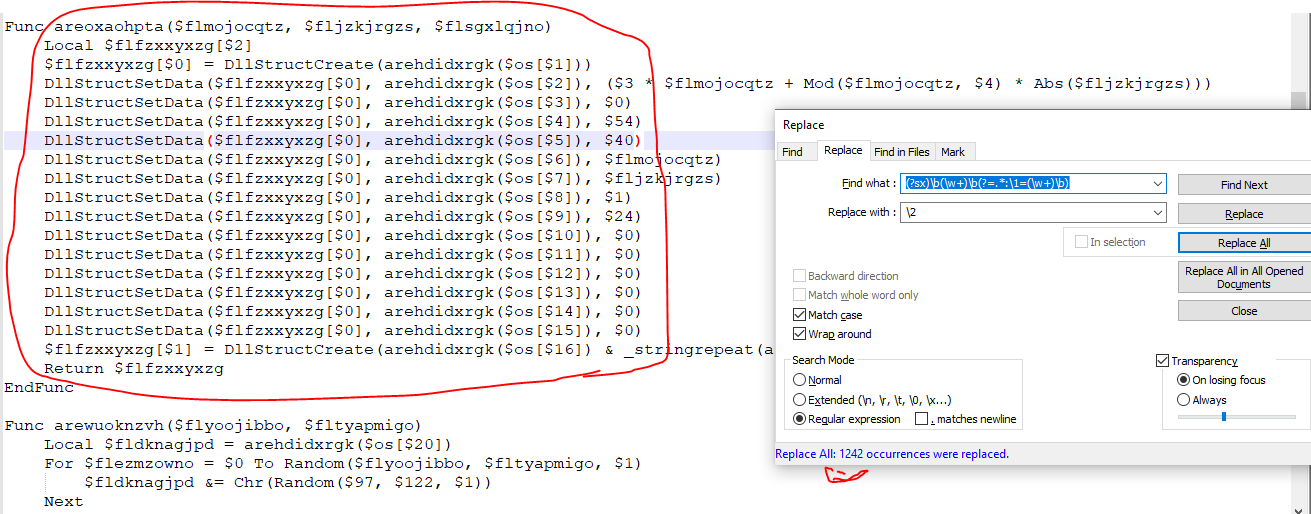 Func areoxaohpta($flmojocqtz, $fljzkjrgzs, $flsgxlqjno)
Local $flfzxxyxzg[$2]
$flfzxxyxzg[$0] = DllStructCreate(arehdidxrgk($os[$1]))
DllStructSetData($flfzxxyxzg[$0], arehdidxrgk($os[$2]), ($3 * $flmojocqtz + Mod($flmojocqtz, $4) * Abs($fljzkjrgzs)))
DllStructSetData($flfzxxyxzg[$0], arehdidxrgk($os[$3]), $0)
DllStructSetData($flfzxxyxzg[$0], arehdidxrgk($os[$4]), $54)
DllStructSetData($flfzxxyxzg[$0], arehdidxrgk($os[$5]), $40)
DllStructSetData($flfzxxyxzg[$0], arehdidxrgk($os[$6]), $flmojocqtz)
DllStructSetData($flfzxxyxzg[$0], arehdidxrgk($os[$7]), $fljzkjrgzs)
DllStructSetData($flfzxxyxzg[$0], arehdidxrgk($os[$8]), $1)
DllStructSetData($flfzxxyxzg[$0], arehdidxrgk($os[$9]), $24)
DllStructSetData($flfzxxyxzg[$0], arehdidxrgk($os[$10]), $0)
DllStructSetData($flfzxxyxzg[$0], arehdidxrgk($os[$11]), $0)
DllStructSetData($flfzxxyxzg[$0], arehdidxrgk($os[$12]), $0)
DllStructSetData($flfzxxyxzg[$0], arehdidxrgk($os[$13]), $0)
DllStructSetData($flfzxxyxzg[$0], arehdidxrgk($os[$14]), $0)
DllStructSetData($flfzxxyxzg[$0], arehdidxrgk($os[$15]), $0)
$flfzxxyxzg[$1] = DllStructCreate(arehdidxrgk($os[$16]) & _stringrepeat(a
Return $flfzxxyxzg
EndFunc
Func arewuoknzvh($flyoojibbo, $fltyapmigo)
Local $fldknagjpd = arehdidxrgk($os[$20])
For $flezmzowno = $0 To Random($flyoojibbo, $fltyapmigo, $1)
$fldknagjpd &= Chr(Random($97, $122, $1))
Next
Replace
Find Replace Find in Files Mark
Find what : (?sx)\b(\w+)\b(?=.*:\1=(\w+)\b) Find Next
Replace with : \2 Replace
In selection Replace All
Replace All in All Opened
Documents
Close
Backward direction
Match whole word only
Match case
Wrap around
Search Mode
Normal
Extended (\n, \r, \t, \0, \x...)
Regular expression . matches newline
Transparency
On losing focus
Always
Replace All: 1242 occurrences were replaced.